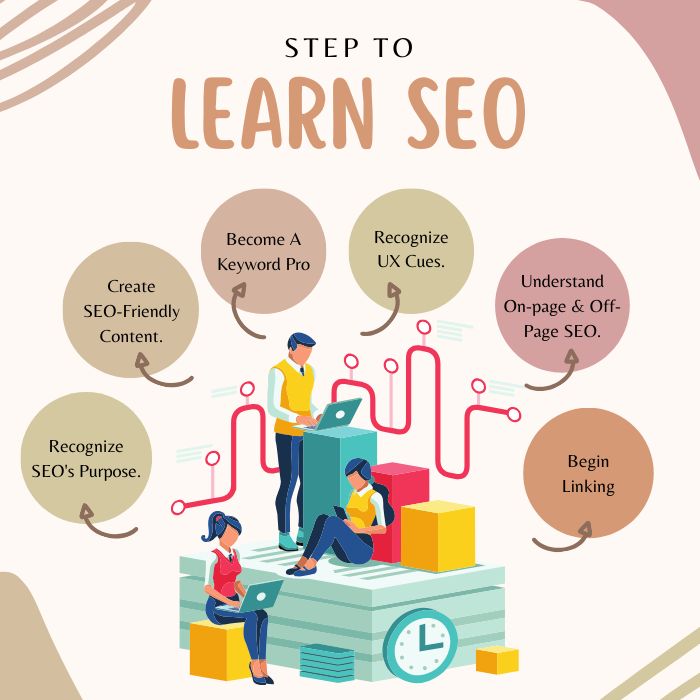 STEP TO
LEARN SEO
Recognize
SEO's Purpose.
Create
SEO-Friendly
Content.
Become A
Keyword Pro
Recognize
UX Cues.
Understand
On-page & Off-
Page SEO.
Begin
Linking